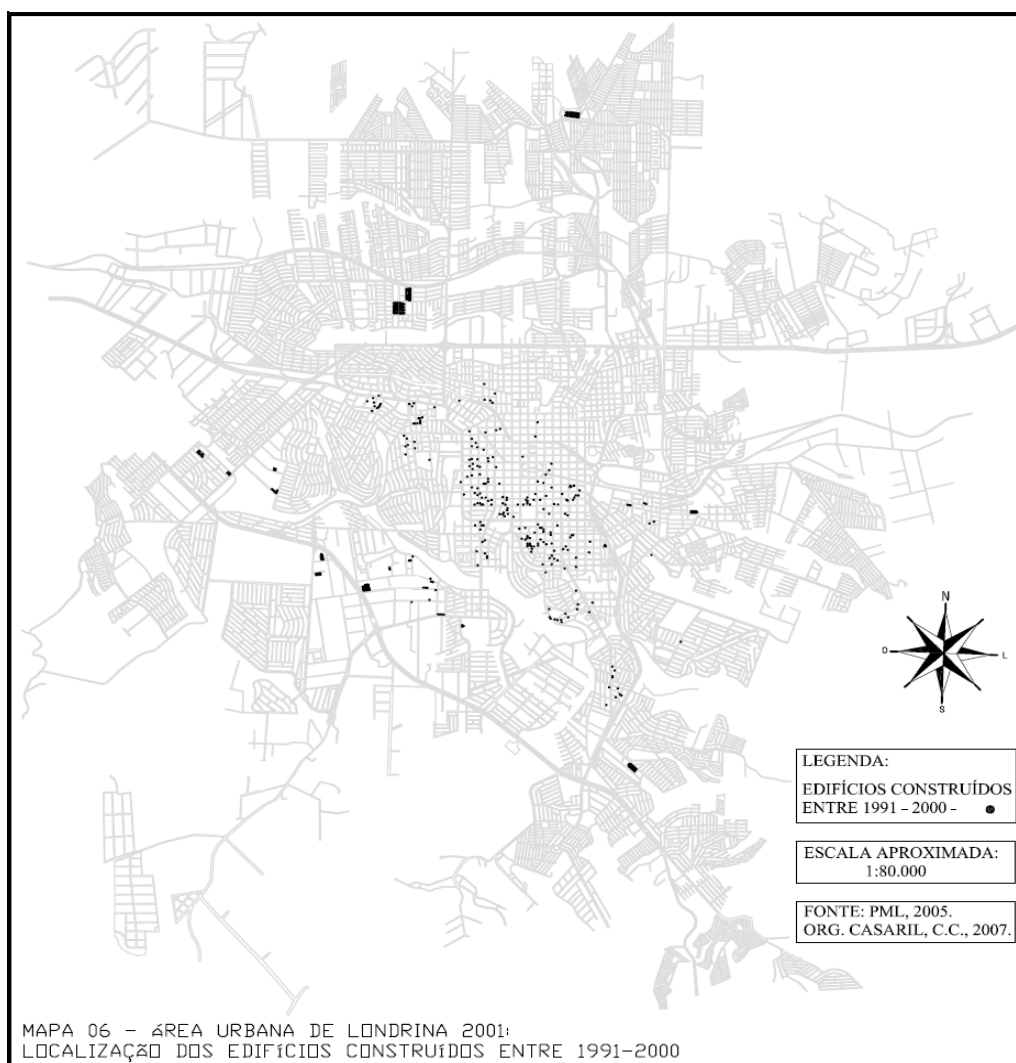 N
O
L
S
LEGENDA:
EDIFÍCIOS CONSTRUÍDOS
ENTRE 1991 - 2000 -
ESCALA APROXIMADA:
1:80.000
FONTE: PML, 2005.
ORG. CASARIL, C.C., 2007.
MAPA 06 - áREA URBANA DE LONDRINA 2001:
LOCALIZAÇãO DOS EDIFíCIOS CONSTRUíDOS ENTRE 1991-2000